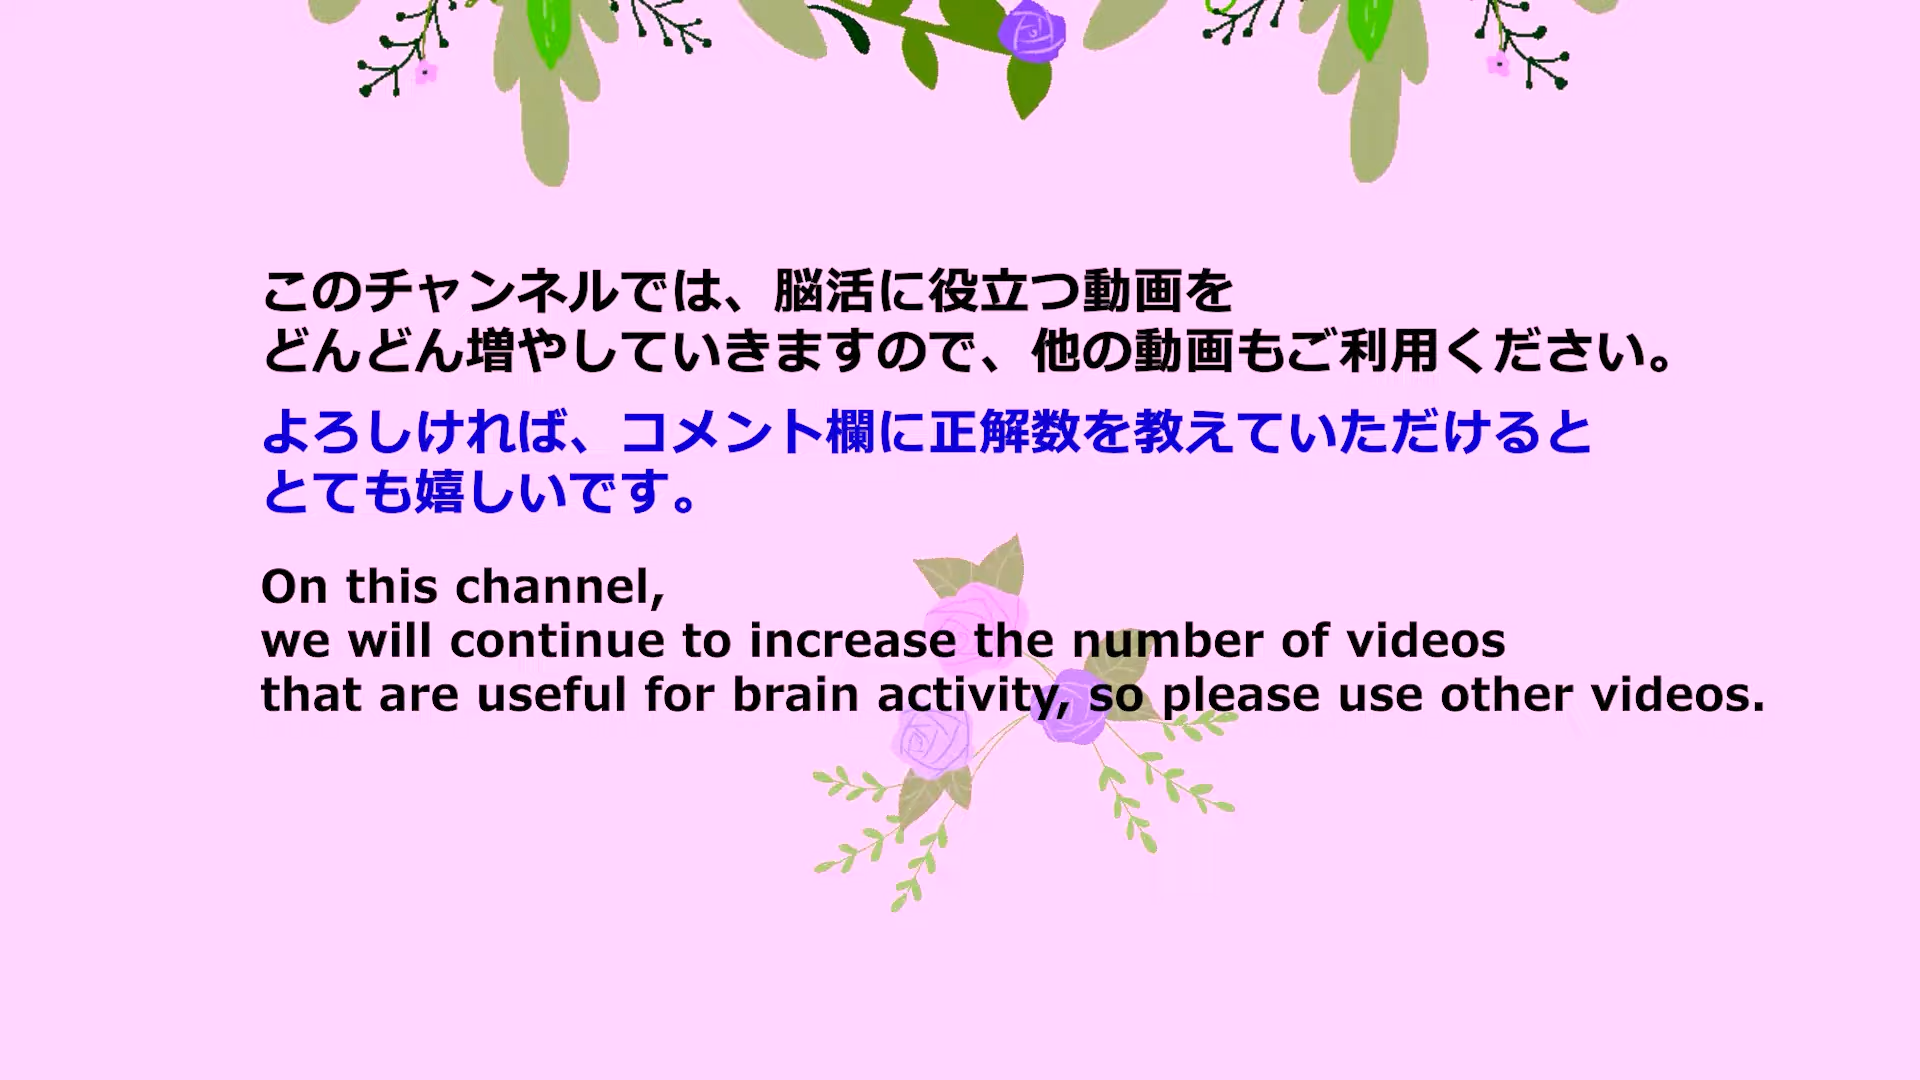 このチャンネルでは、脳活に役立つ動画を
どんどん増やしていきますので、他の動画もご利用ください。
よろしければ、コメント欄に正解数を教えていただけると
とても嬉しいです。
On this channel,
we will continue to increase the number of videos
that are useful for brain activity, so please use other videos.